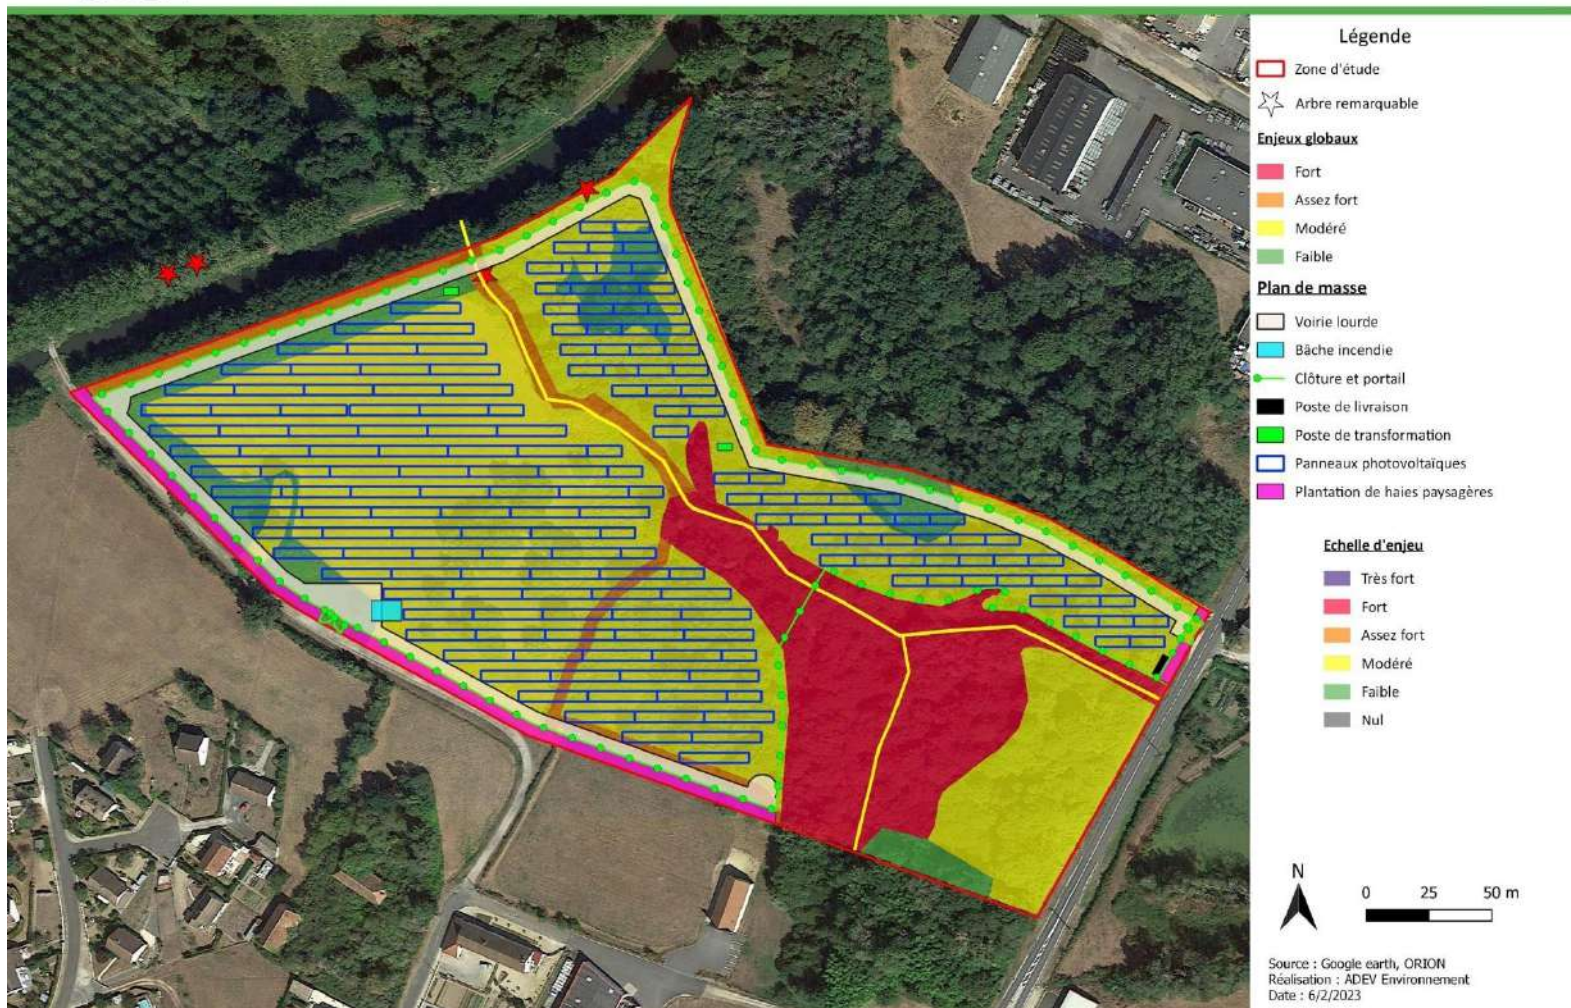 Légende
Zone d'étude
Arbre remarquable
Enjeux globaux
Fort
Assez fort
Modéré
Faible
Plan de masse
Voirie lourde
Bâche incendie
Clôture et portail
Poste de livraison
Poste de transformation
Panneaux photovoltaïques
Plantation de haies paysagères
Echelle d'enjeu
Très fort
Fort
Assez fort
Modéré
Faible
Nul
N
0 25 50 m
Source : Google earth, ORION
Réalisation : ADEV Environnement
Date : 6/2/2023